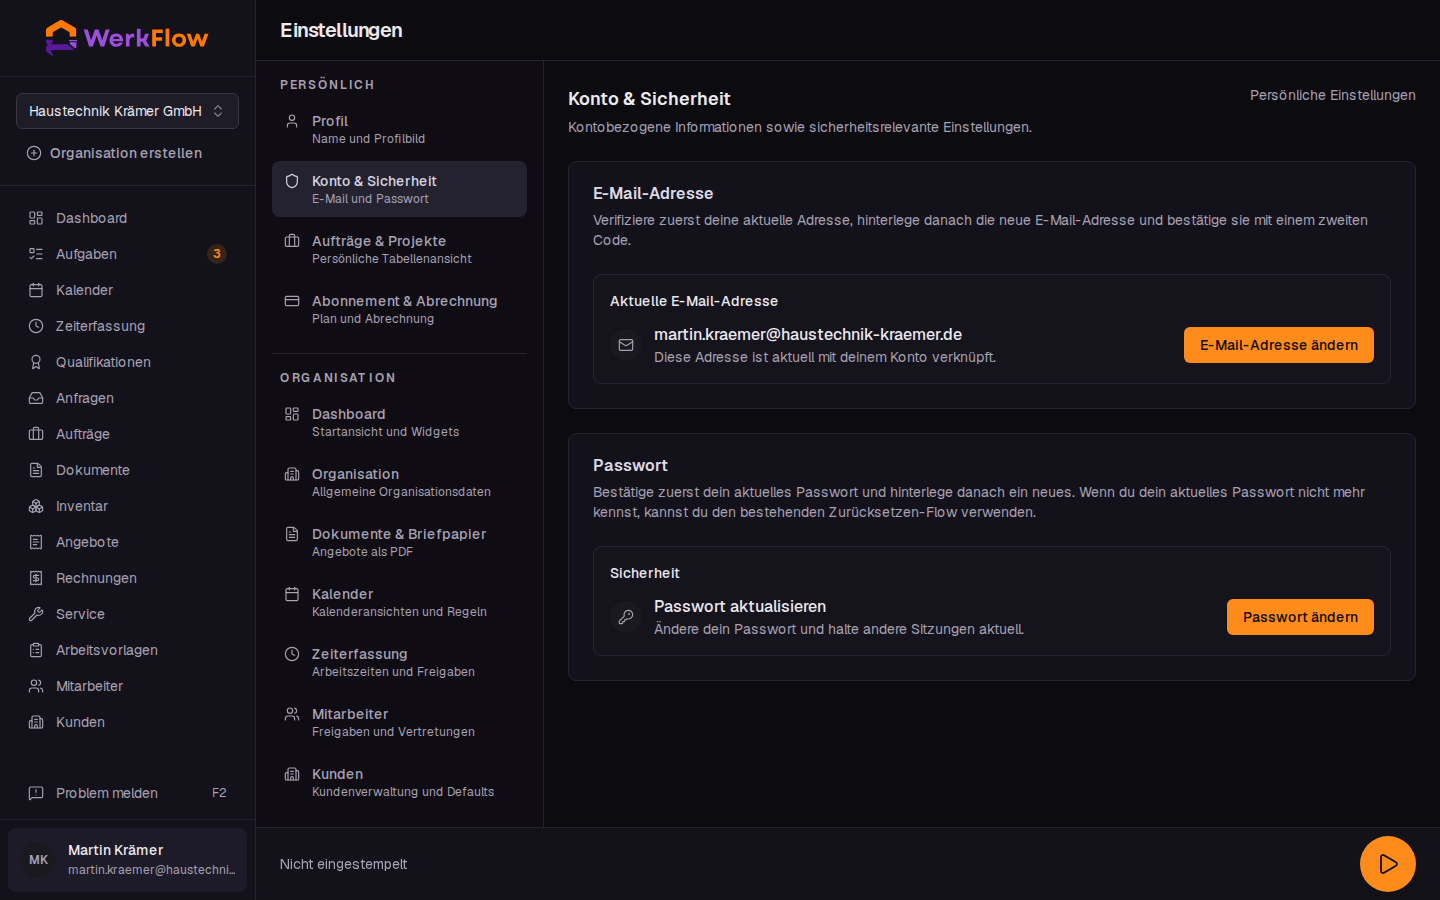 WerkFlow
Haustechnik Krämer GmbH
Organisation erstellen
Dashboard
Aufgaben
3
Kalender
Zeiterfassung
Qualifikationen
Anfragen
Aufträge
Dokumente
Inventar
Angebote
Rechnungen
Service
Arbeitsvorlagen
Mitarbeiter
Kunden
Problem melden
F2
MK
Martin Krämer
martin.kraemer@haustechni...
Einstellungen
PERSÖNLICH
Profil
Name und Profilbild
Konto & Sicherheit
E-Mail und Passwort
Aufträge & Projekte
Persönliche Tabellenansicht
Abonnement & Abrechnung
Plan und Abrechnung
ORGANISATION
Dashboard
Startansicht und Widgets
Organisation
Allgemeine Organisationsdaten
Dokumente & Briefpapier
Angebote als PDF
Kalender
Kalenderansichten und Regeln
Zeiterfassung
Arbeitszeiten und Freigaben
Mitarbeiter
Freigaben und Vertretungen
Kunden
Kundenverwaltung und Defaults
Konto & Sicherheit
Persönliche Einstellungen
Kontobezogene Informationen sowie sicherheitsrelevante Einstellungen.
E-Mail-Adresse
Verifiziere zuerst deine aktuelle Adresse, hinterlege danach die neue E-Mail-Adresse und bestätige sie mit einem zweiten
Code.
Aktuelle E-Mail-Adresse
martin.kraemer@haustechnik-kraemer.de
Diese Adresse ist aktuell mit deinem Konto verknüpft.
E-Mail-Adresse ändern
Passwort
Bestätige zuerst dein aktuelles Passwort und hinterlege danach ein neues. Wenn du dein aktuelles Passwort nicht mehr
kennst, kannst du den bestehenden Zurücksetzen-Flow verwenden.
Sicherheit
Passwort aktualisieren
Ändere dein Passwort und halte andere Sitzungen aktuell.
Passwort ändern
Nicht eingestempelt